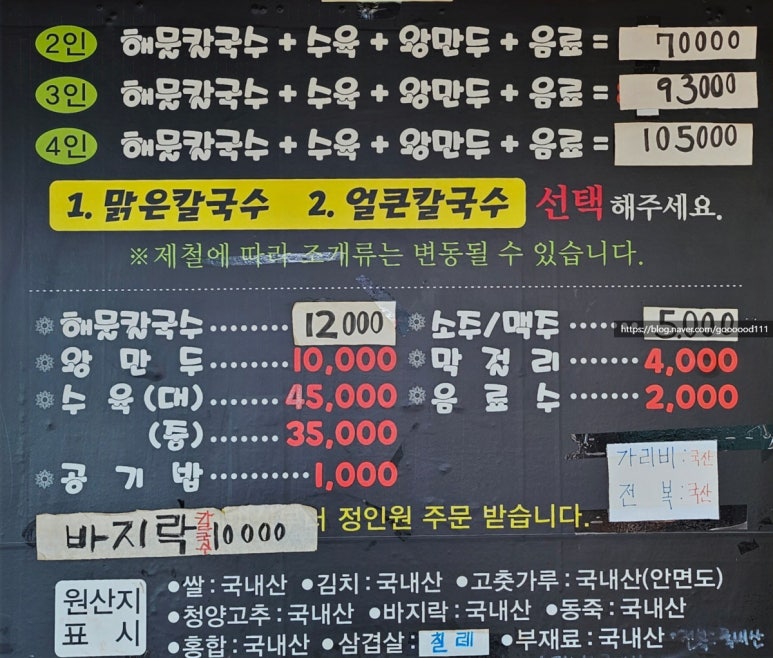 2인 해물칼국수 + 수육 + 왕만두 + 음료 = 70000
3인 해물칼국수 + 수육 + 왕만두 + 음료 = 93000
4인 해물칼국수 + 수육 + 왕만두 + 음료 = 105000
1. 맑은칼국수 2. 얼큰칼국수 선택 해주세요.
※제철에 따라 조개류는 변동될 수 있습니다.
해물칼국수 ········· 12000
왕만두 ·········· 10,000
수육(대) ······· 45,000
(중) ······· 35,000
공기밥 ············ 1,000
소주/맥주 ····· 5.000
https://blog.naver.com/goooood111
막걸리 ······ 4,000
음료수 ······ 2,000
가리비 : 국산
전복 : 국산
바지락 칼국수 10000
정인원 주문 받습니다.
원산지 표시
•쌀 : 국내산 •김치 : 국내산 •고춧가루 : 국내산(안면도)
•청양고추 : 국내산 •바지락 : 국내산 •동죽 : 국내산
•홍합 : 국내산 •삼겹살 : 칠레 •부재료 : 국내산 •전복 : 국내산